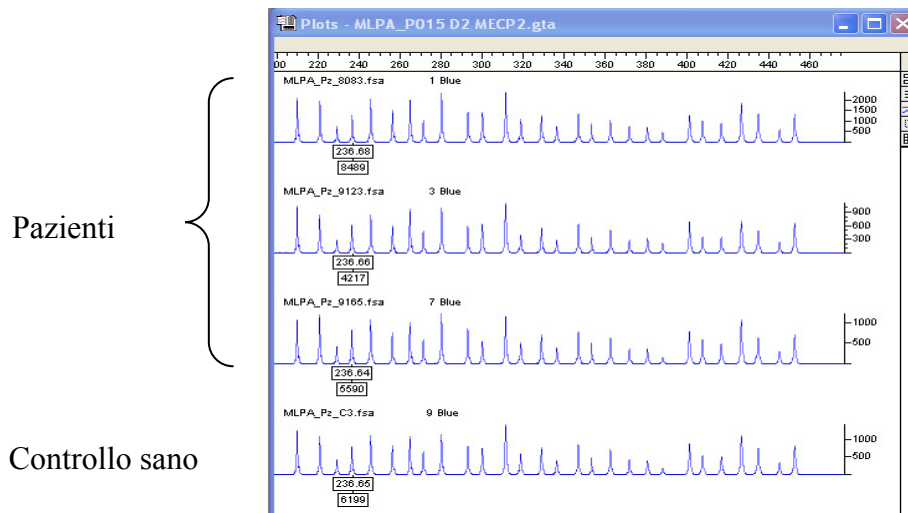 Plots - MLPA_P015 D2 MECP2.gta
00 220 240 260 280 300 320 340 360 380 400 420 440 460
MLPA_Pz_8083.fsa 1 Blue
2000
1500
1000
500
236.68
8489
Pazienti
MLPA_Pz_9123.fsa 3 Blue
900
600
300
236.66
4217
MLPA_Pz_9165.fsa 7 Blue
1000
500
236.64
5590
Controllo sano
MLPA_Pz_C3.fsa 9 Blue
1000
500
236.65
6199